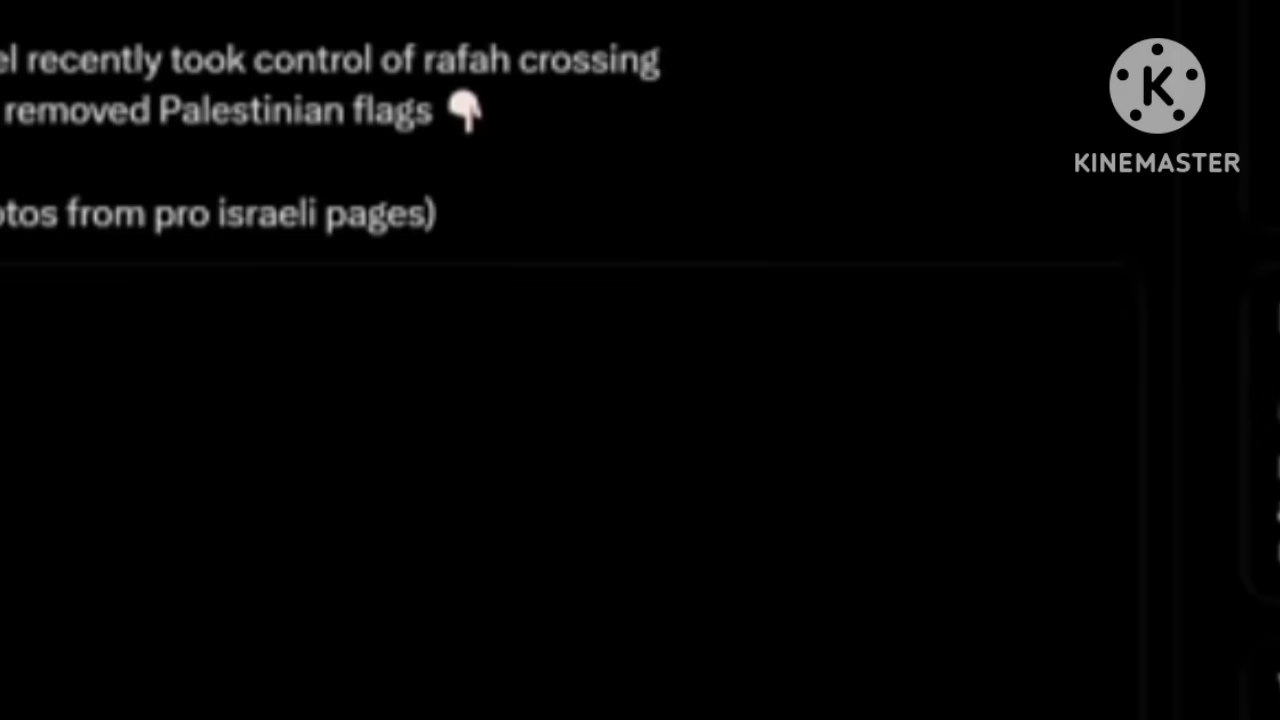 el recently took control of rafah crossing
removed Palestinian flags 👇
otos from pro israeli pages)
K
KINEMASTER